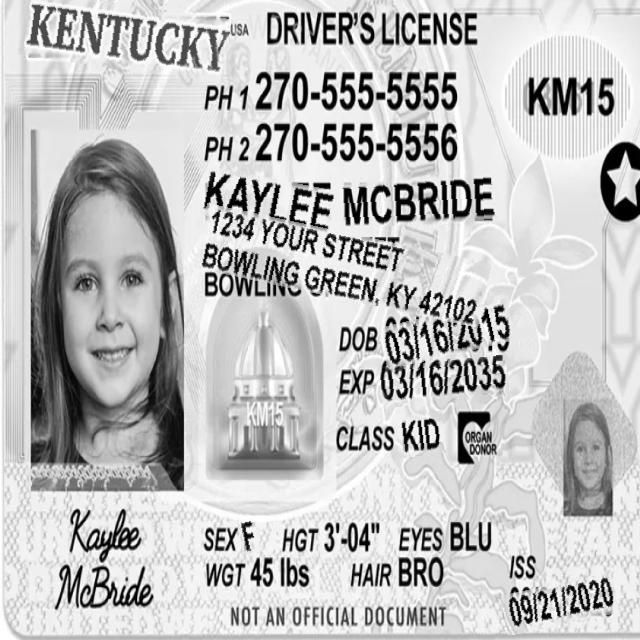 KENTUCKY USA DRIVER'S LICENSE
PH 1 270-555-5555
KM15
PH 2 270-555-5556
KAYLEE MCBRIDE
1234 YOUR STREET
BOWLING GREEN, KY 42102
BOWLING
DOB 03/16/2015
EXP 03/16/2035
KM15
CLASS KID
ORGAN DONOR
Kaylee
McBride
SEX F HGT 3'-04" EYES BLU
WGT 45 lbs HAIR BRO
ISS
09/21/2020
NOT AN OFFICIAL DOCUMENT